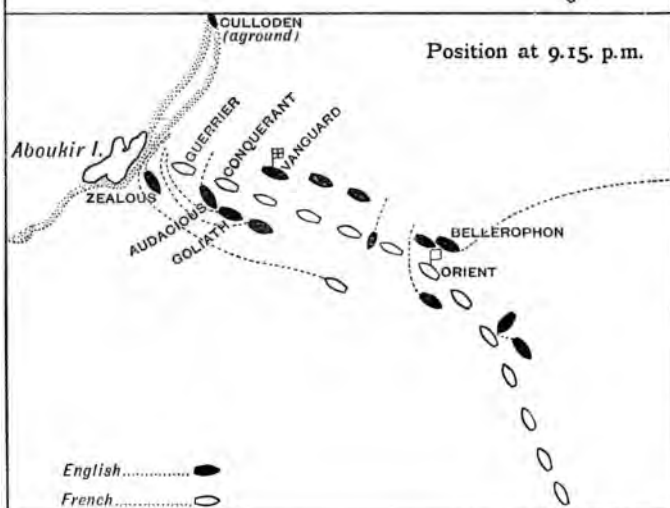 CULLODEN
(aground)
Position at 9.15. p.m.
GUERRIER
CONQUERANT
VANGUARD
Aboukir I.
ZEALOUS
AUDACIOUS
GOLIATH
BELLEROPHON
ORIENT
English
French